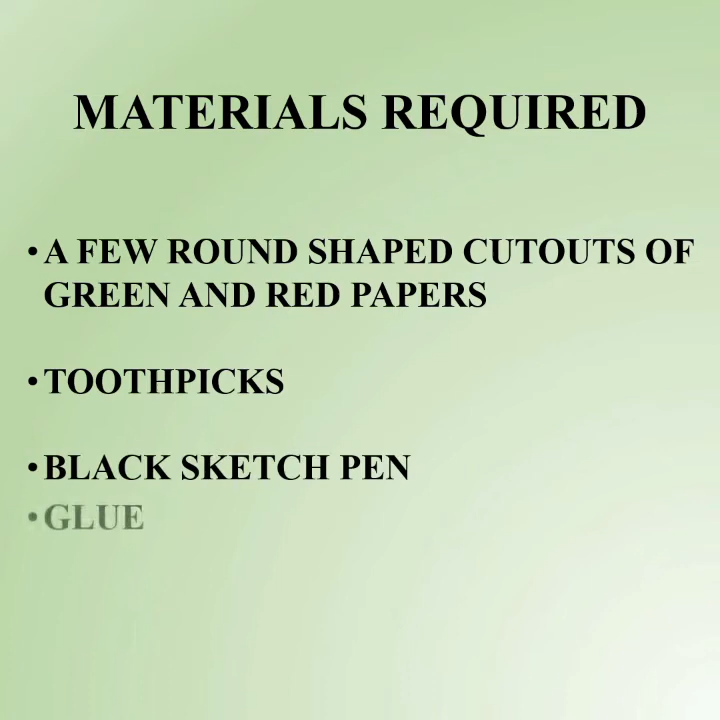 MATERIALS REQUIRED
• A FEW ROUND SHAPED CUTOUTS OF
GREEN AND RED PAPERS
• TOOTHPICKS
• BLACK SKETCH PEN
• GLUE